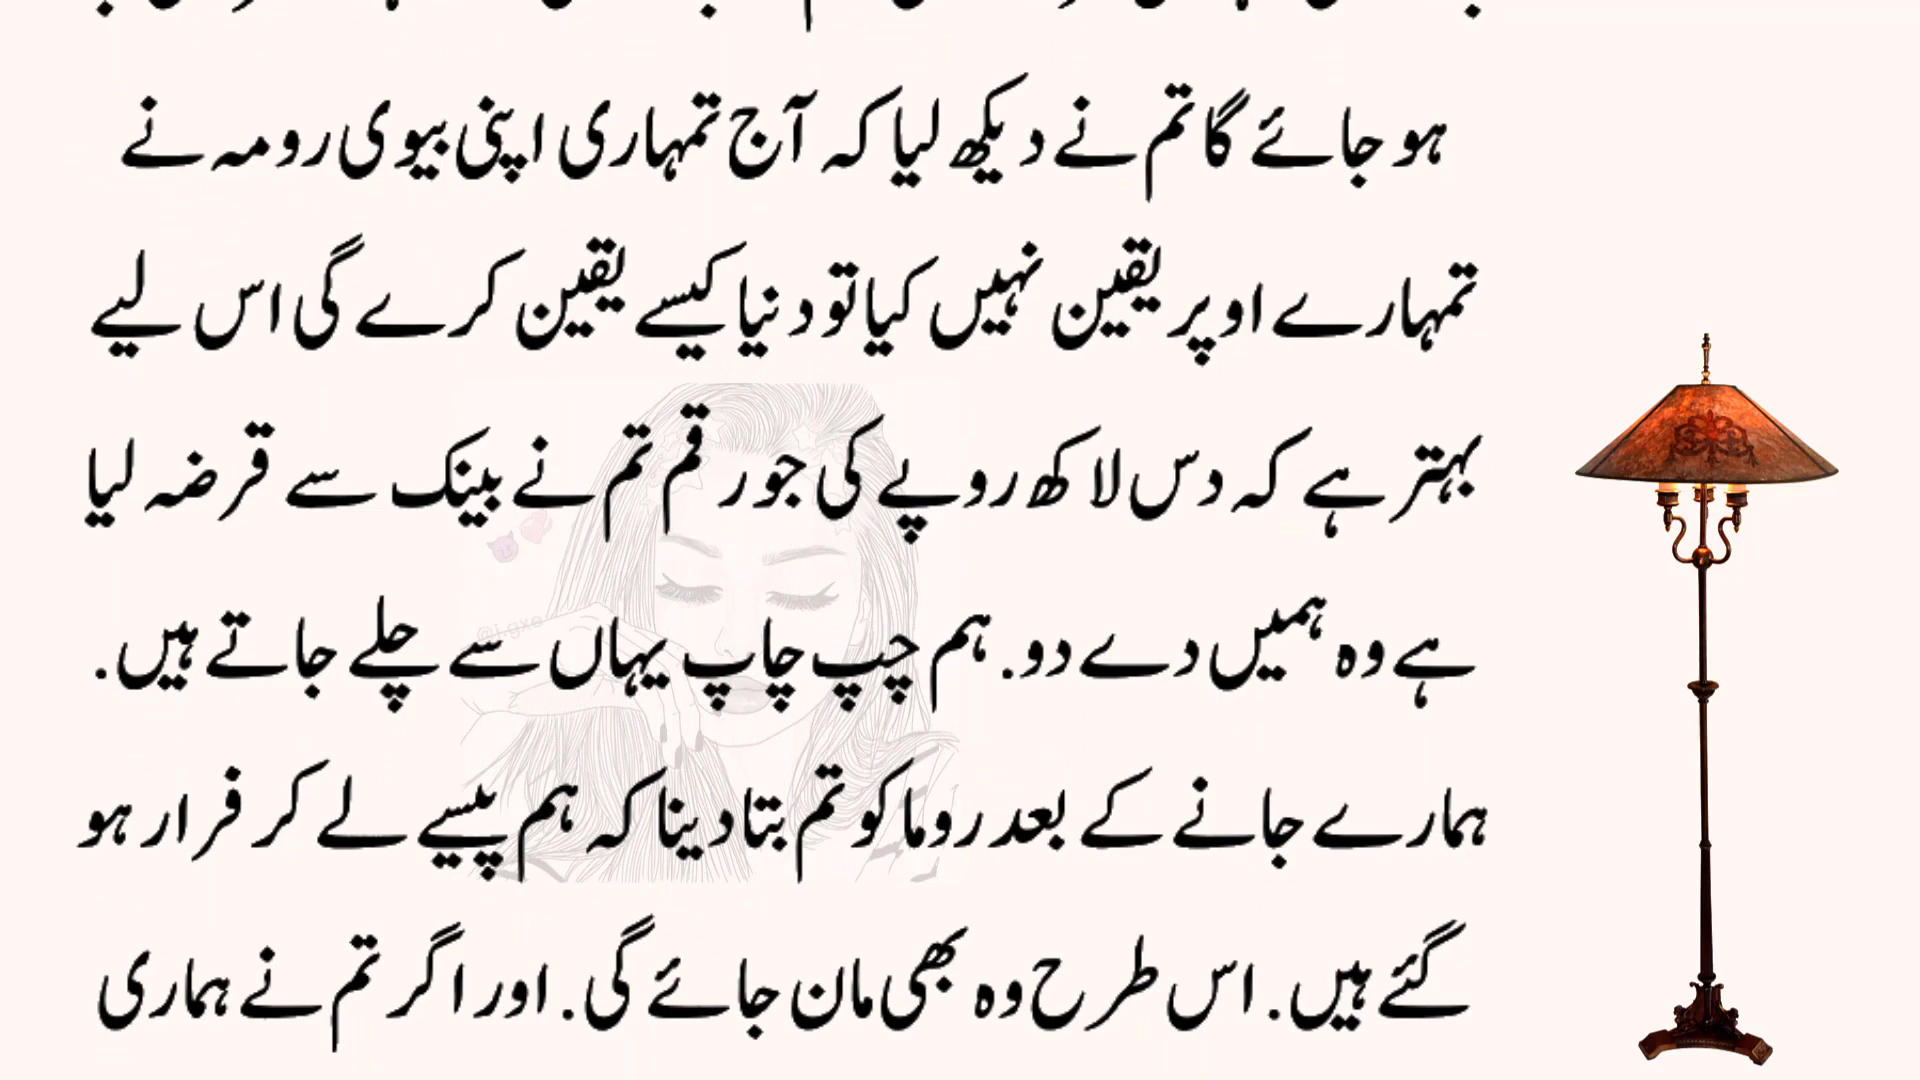 ہو جائے گا تم نے دیکھ لیا کہ آج تمہاری اپنی بیوی رومہ نے
تمہارے اوپر یقین نہیں کیا تو دنیا کیسے یقین کرے گی اس لیے
بہتر ہے کہ دس لاکھ روپے کی جو رقم تم نے بینک سے قرضہ لیا
ہے وہ ہمیں دے دو. ہم چپ چاپ یہاں سے چلے جاتے ہیں.
ہمارے جانے کے بعد روما کو تم بتا دینا کہ ہم پیسے لے کر فرار ہو
گئے ہیں. اس طرح وہ بھی مان جائے گی. اور اگر تم نے ہماری